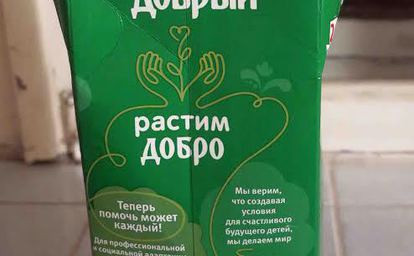 Добрый
растим
ДОБРО
Теперь
помочь может
каждый!
Для профессиональной
и социальной
Мы верим,
что создавая
условия
для счастливого
будущего детей,
мы делаем мир